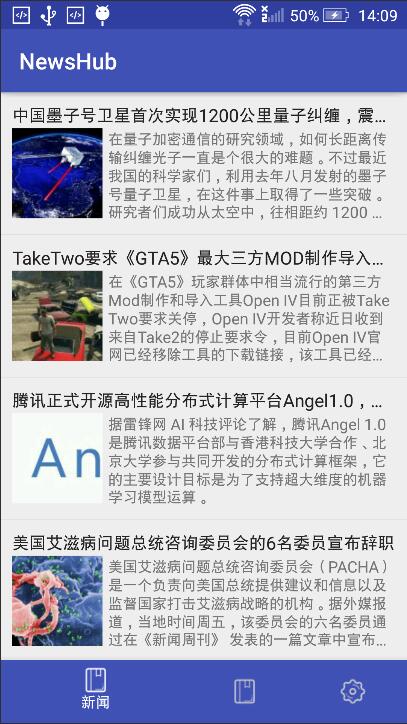 50% 14:09
NewsHub
中国墨子号卫星首次实现1200公里量子纠缠，震...
在量子加密通信的研究领域，如何长距离传
输纠缠光子一直是个很大的难题。不过最近
我国的科学家们，利用去年八月发射的墨子
号量子卫星，在这件事上取得了一些突破。
研究者们成功从太空中，往相距约 1200 ...
TakeTwo要求《GTA5》最大三方MOD制作导入...
在《GTA5》玩家群体中相当流行的第三方
Mod制作和导入工具Open IV目前正被Take
Two要求关停，Open IV开发者称近日收到
来自Take2的停止要求令，目前Open IV官
网已经移除工具的下载链接，该工具已经...
腾讯正式开源高性能分布式计算平台Angel1.0，...
An
据雷锋网 AI 科技评论了解，腾讯Angel 1.0
是腾讯数据平台部与香港科技大学合作、北
京大学参与共同开发的分布式计算框架，它
的主要设计目标是为了支持超大维度的机器
学习模型运算。
美国艾滋病问题总统咨询委员会的6名委员宣布辞职
美国艾滋病问题总统咨询委员会（PACHA）
是一个负责向美国总统提供建议和信息以及
监督国家打击艾滋病战略的机构。据外媒报
道，当地时间周五，该委员会的六名委员通
过在《新闻周刊》 发表的一篇文章中宣布...
新闻